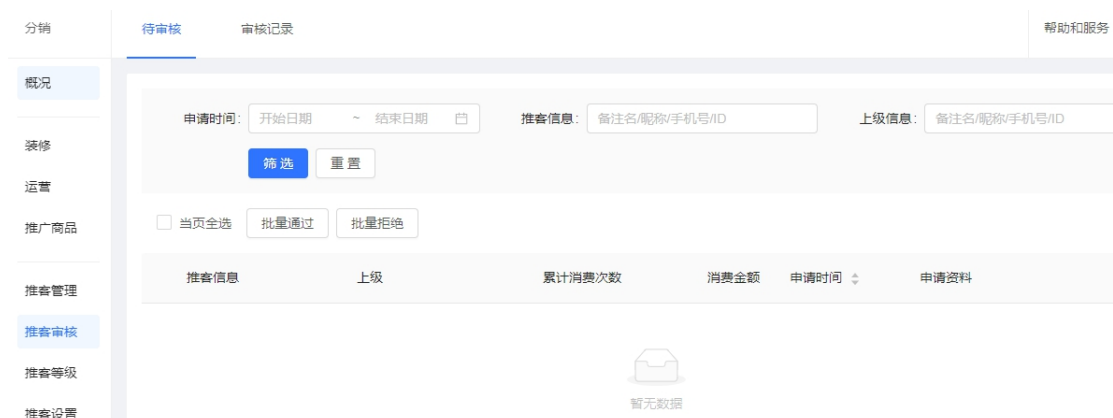 分销
待审核 审核记录 帮助和服务
概况
申请时间: 开始日期 ~ 结束日期 推客信息: 备注名/昵称/手机号/ID 上级信息: 备注名/昵称/手机号/ID
装修
筛选 重置
运营
推广商品
当页全选 批量通过 批量拒绝
推客信息 上级 累计消费次数 消费金额 申请时间 申请资料
推客管理
推客审核
推客等级
暂无数据
推客设置